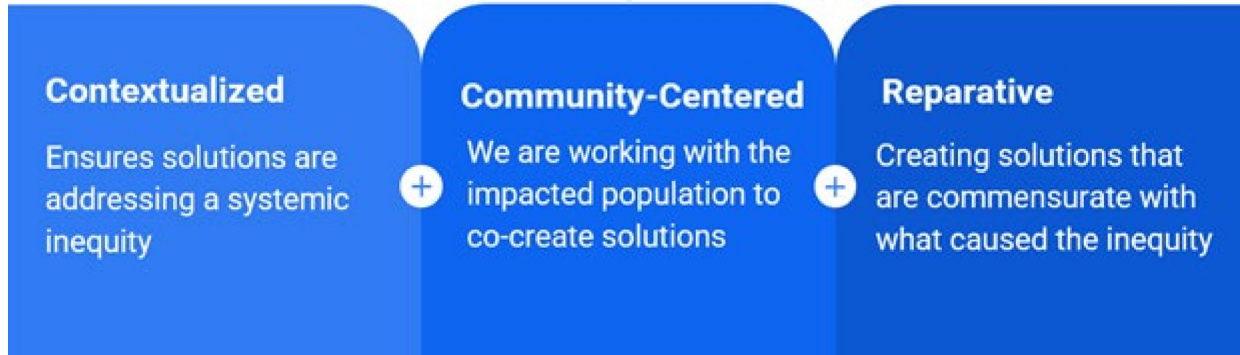 Contextualized
Ensures solutions are
addressing a systemic
inequity
+
Community-Centered
We are working with the
impacted population to
co-create solutions
+
Reparative
Creating solutions that
are commensurate with
what caused the inequity